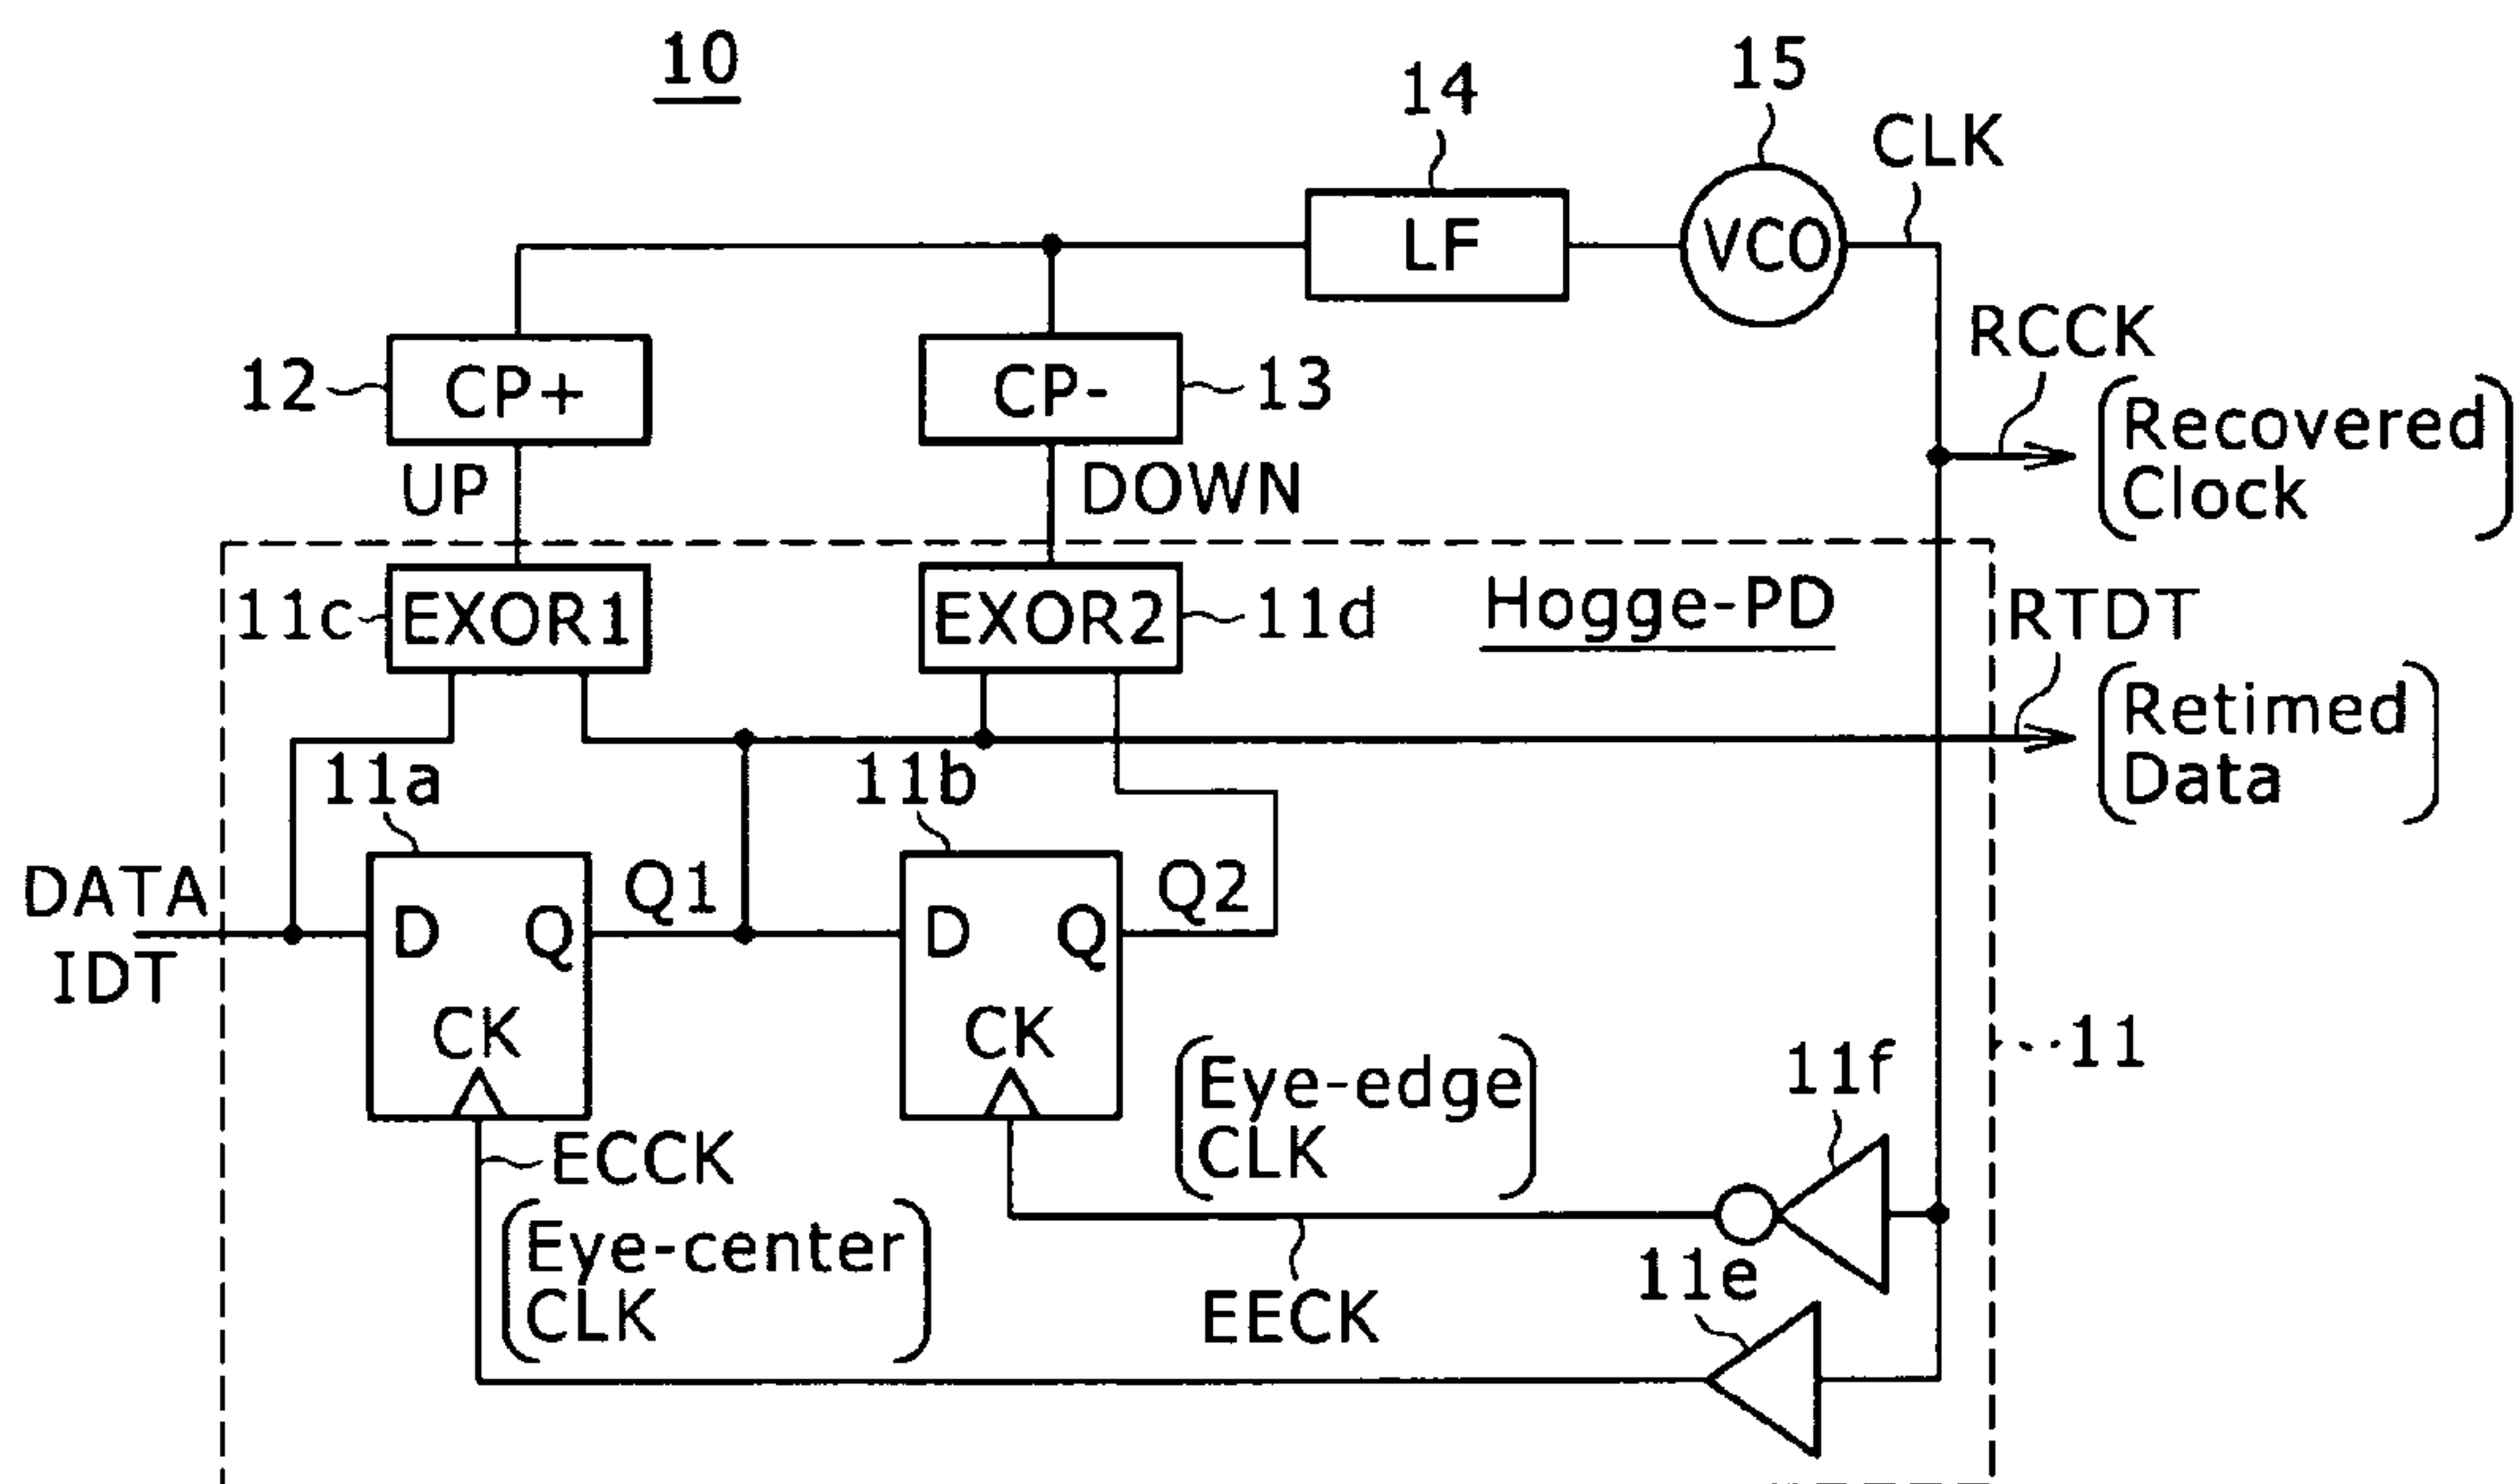 10
14
15
CLK
LF
VCO
RCCK
Recovered
Clock
12
CP+
CP-
13
UP
DOWN
11c
EXOR1
EXOR2
11d
Hogge-PD
RTDT
Retimed
Data
11a
11b
DATA
IDT
D
Q
Q1
D
Q
Q2
CK
CK
Eye-edge
CLK
11f
11
ECCK
Eye-center
CLK
EECK
11e